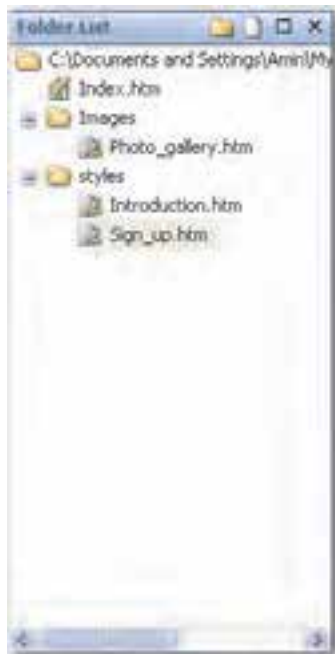 Folder List
C:\Documents and Settings\Amin\My
Index.htm
Images
Photo_gallery.htm
styles
Introduction.htm
Sign_up.htm